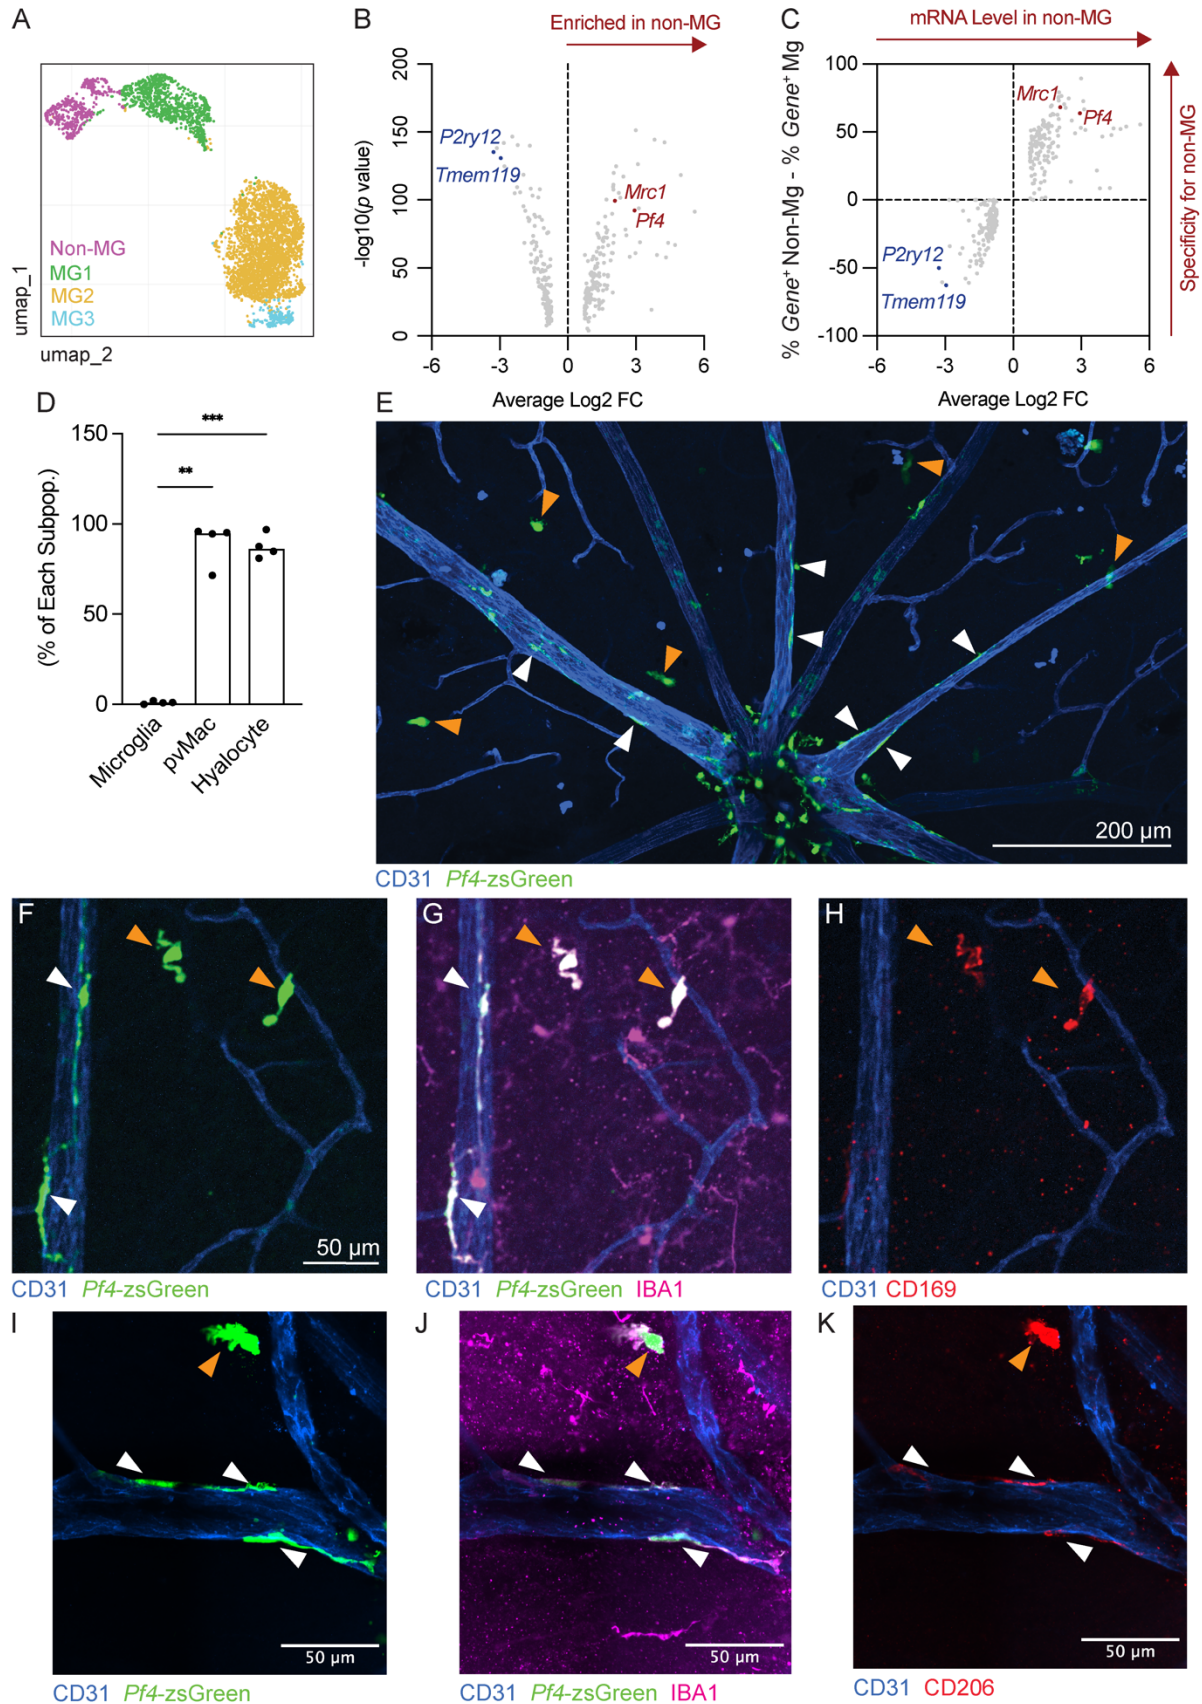 A
Non-MG
MG1
MG2
MG3
umap_1
umap_2
B
Enriched in non-MG
200
150
100
50
0
-log10(p value)
P2ry12
Tmem119
Mrc1
Pf4
-6
-3
0
3
6
Average Log2 FC
C
mRNA Level in non-MG
100
50
0
-50
-100
% Gene+ Non-Mg - % Gene+ Mg
Mrc1
Pf4
P2ry12
Tmem119
-6
-3
0
3
6
Average Log2 FC
Specificity for non-MG
D
150
100
50
0
(% of Each Subpop.)
***
**
Microglia
pvMac
Hyalocyte
E
200 µm
CD31 Pf4-zsGreen
F
50 µm
CD31 Pf4-zsGreen
G
CD31 Pf4-zsGreen IBA1
H
CD31 CD169
I
50 µm
CD31 Pf4-zsGreen
J
50 µm
CD31 Pf4-zsGreen IBA1
K
50 µm
CD31 CD206